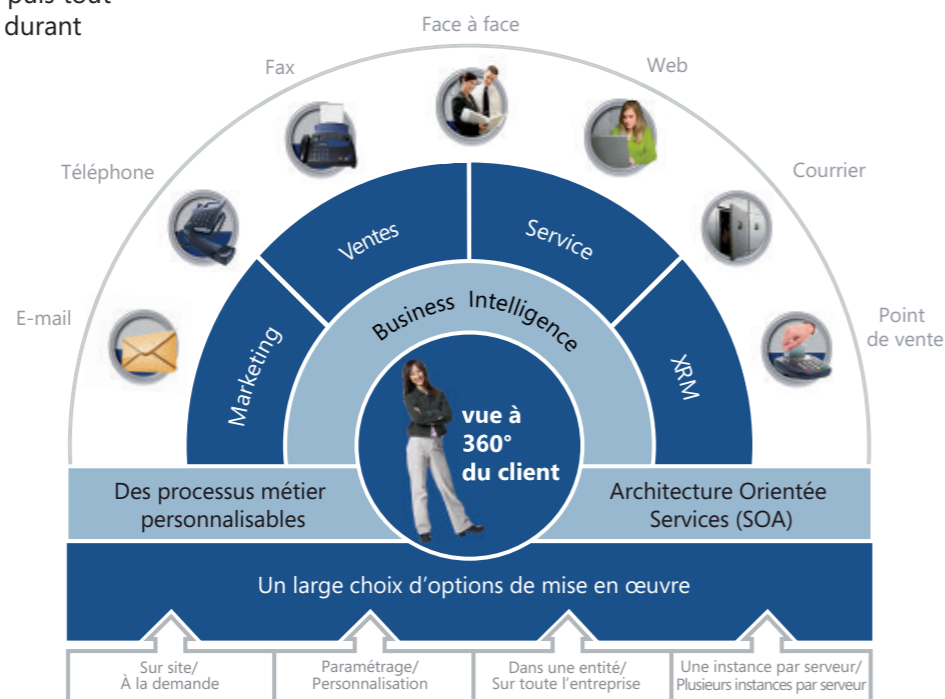 puis tout
durant
Face à face
Fax
Web
Téléphone
Courrier
E-mail
Point
de vente
Marketing
Ventes
Service
XRM
Business Intelligence
vue à
360°
du client
Des processus métier
personnalisables
Architecture Orientée
Services (SOA)
Un large choix d'options de mise en œuvre
Sur site/
À la demande
Paramétrage/
Personnalisation
Dans une entité/
Sur toute l'entreprise
Une instance par serveur/
Plusieurs instances par serveur